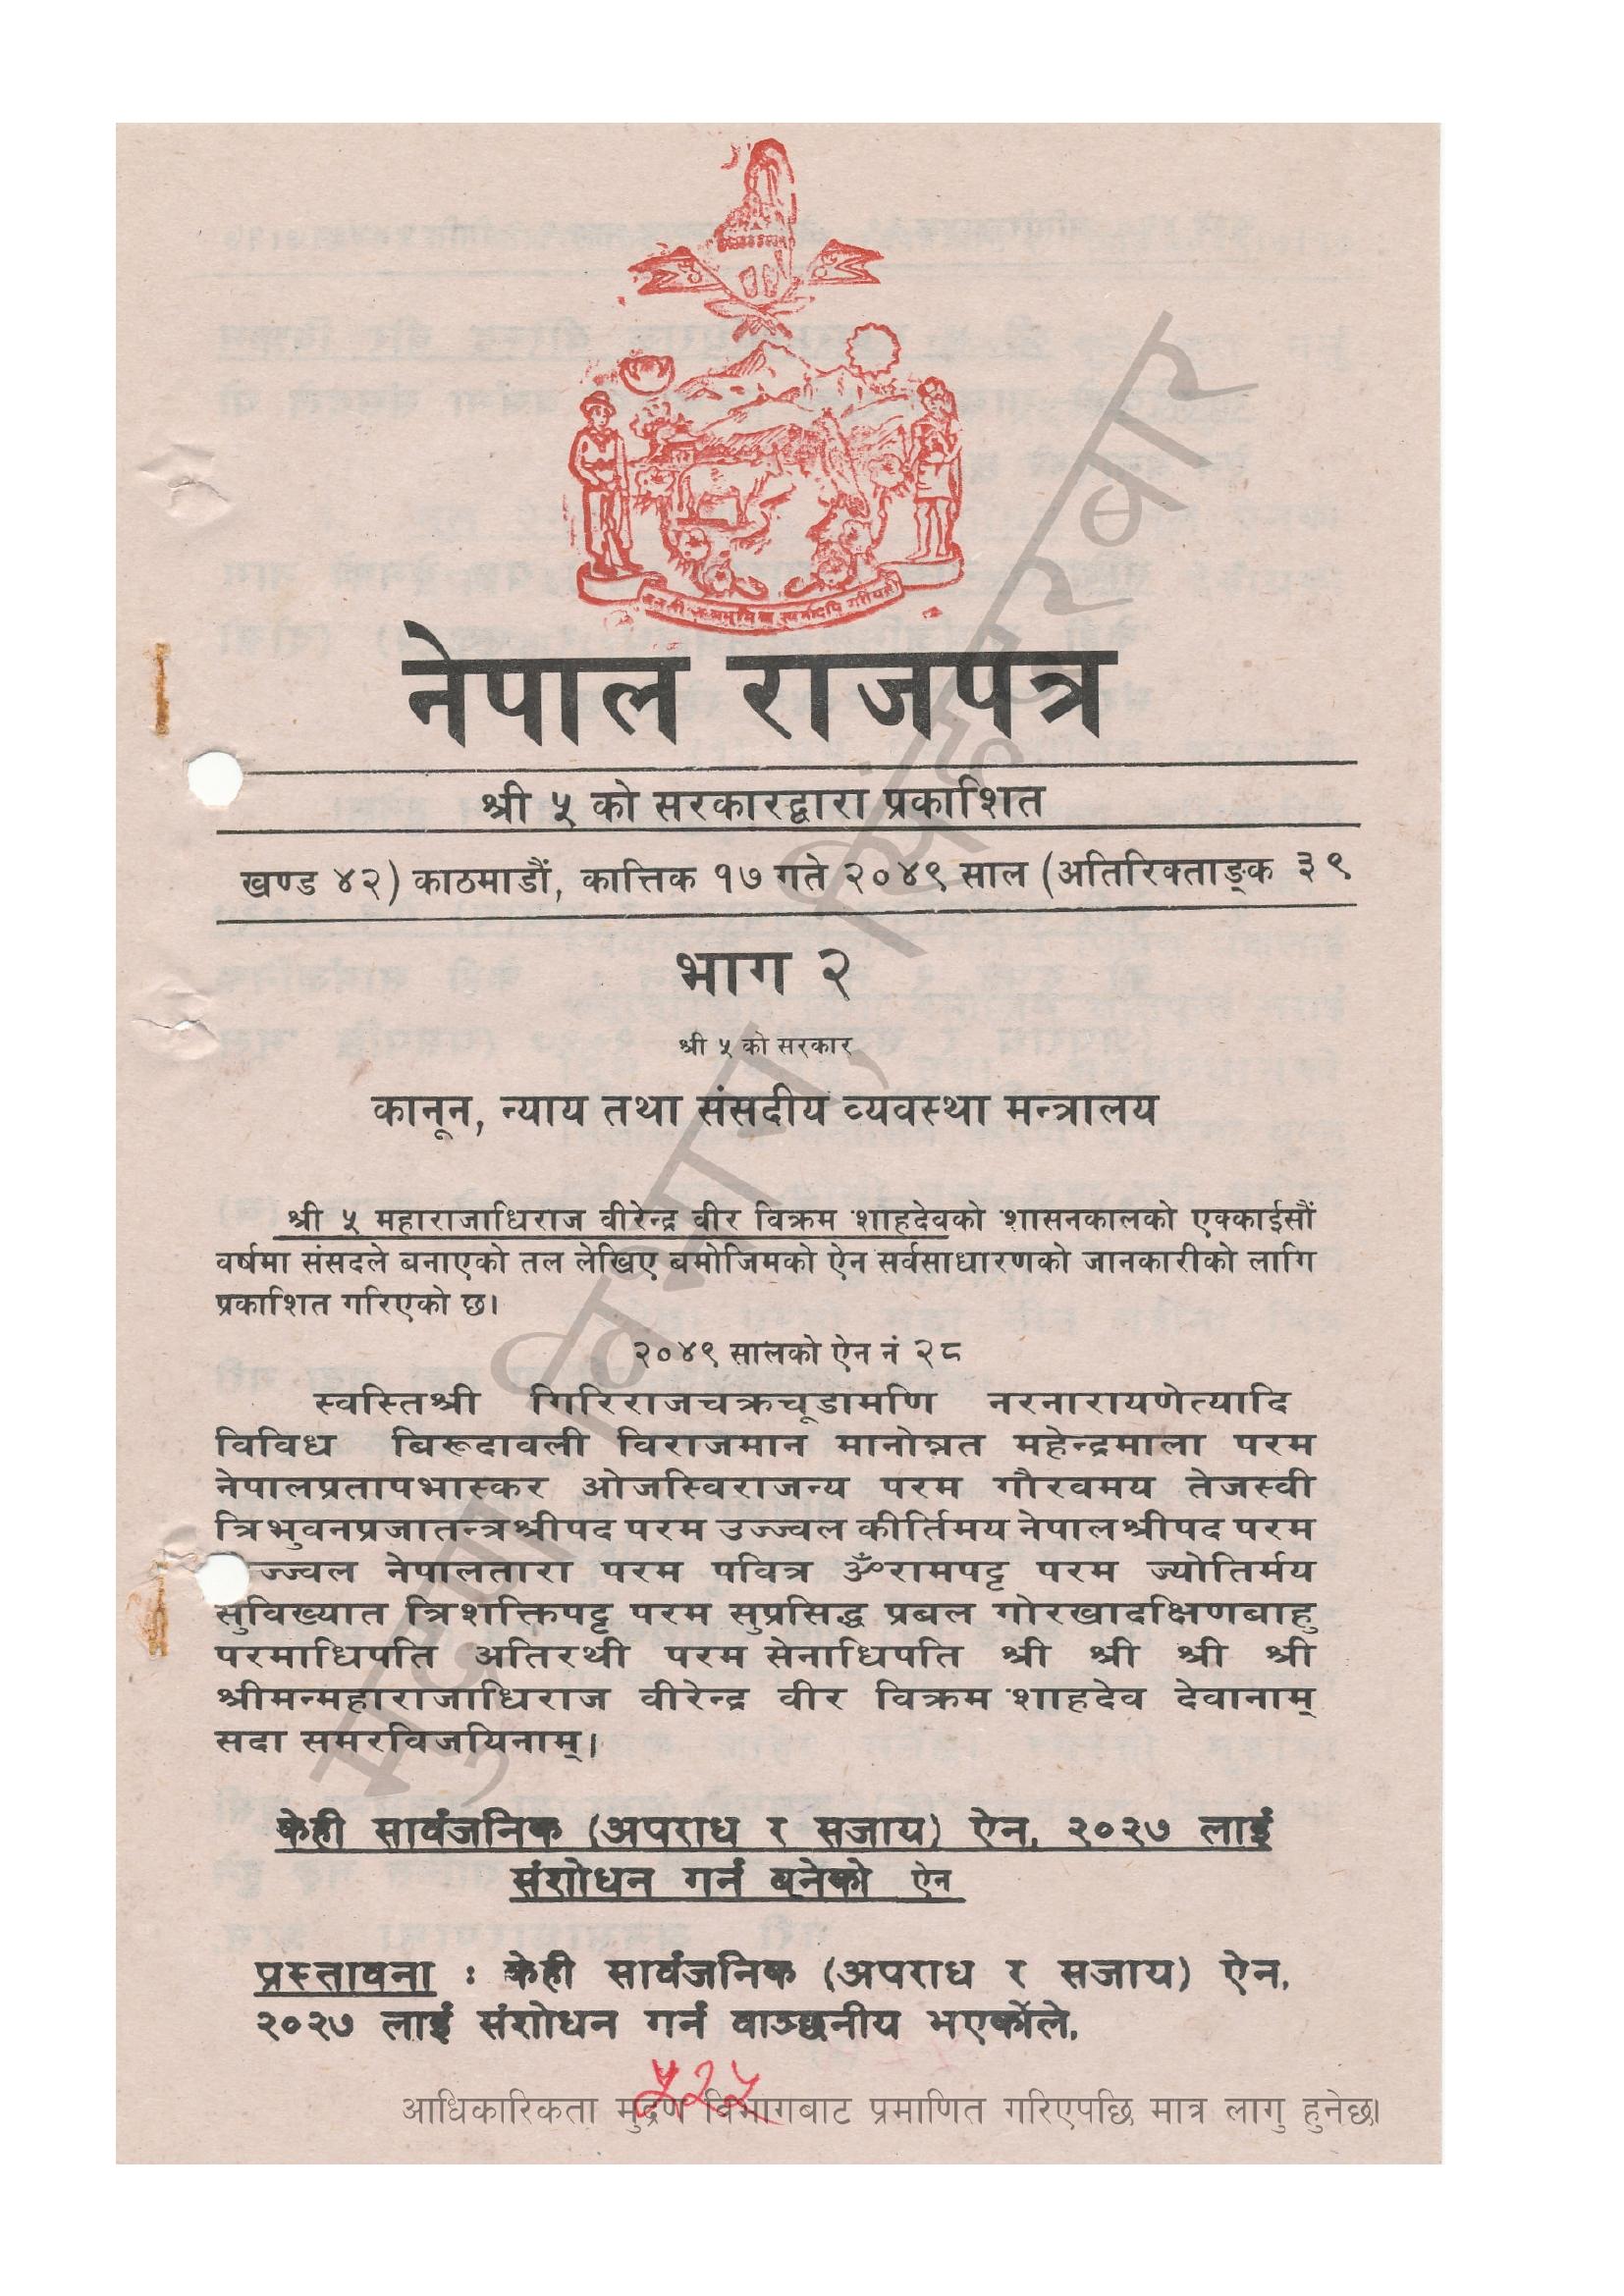 नेपाल राजपत्र
श्री ५ को सरकारद्वारा प्रकाशित
खण्ड ४२) काठमाडौं, कात्तिक १७ गते २०४९ साल (अतिरिक्ताङ्क ३९
भाग २
श्री ५ को सरकार
कानून, न्याय तथा संसदीय व्यवस्था मन्त्रालय
श्री ५ महाराजाधिराज वीरेन्द्र वीर विक्रम शाहदेवको शासनकालको एक्काईसौं
वर्षमा संसदले बनाएको तल लेखिए बमोजिमको ऐन सर्वसाधारणको जानकारीको लागि
प्रकाशित गरिएको छ।
२०४९ सालको ऐन नं २८
स्वस्तिश्री गिरिराजचक्रचूडामणि नरनारायणेत्यादि
विविध बिरूदावली विराजमान मानोन्नत महेन्द्रमाला परम
नेपालप्रतापभास्कर ओजस्विराजन्य परम गौरवमय तेजस्वी
त्रिभुवनप्रजातन्त्रश्रीपद परम उज्ज्वल कीर्तिमय नेपालश्रीपद परम
ज्ज्वल नेपालतारा परम पवित्र ॐरामपट्ट परम ज्योतिर्मय
सुविख्यात त्रिशक्तिपट्ट परम सुप्रसिद्ध प्रबल गोरखादक्षिणबाहु
परमाधिपति अतिरथी परम सेनाधिपति श्री श्री श्री श्री
श्रीमन्महाराजाधिराज वीरेन्द्र वीर विक्रम शाहदेव देवानाम्
सदा समरविजयिनाम्।
केही सार्वजनिक (अपराध र सजाय) ऐन, २०२७ लाई
संशोधन गर्न बनेको ऐन
प्रस्तावना : केही सार्वजनिक (अपराध र सजाय) ऐन,
२०२७ लाई संशोधन गर्न वाञ्छनीय भएकोले,
५२५
आधिकारिकता मुद्रण विभागबाट प्रमाणित गरिएपछि मात्र लागु हुनेछ।
मुद्रण विभाग, सिंहदरबार